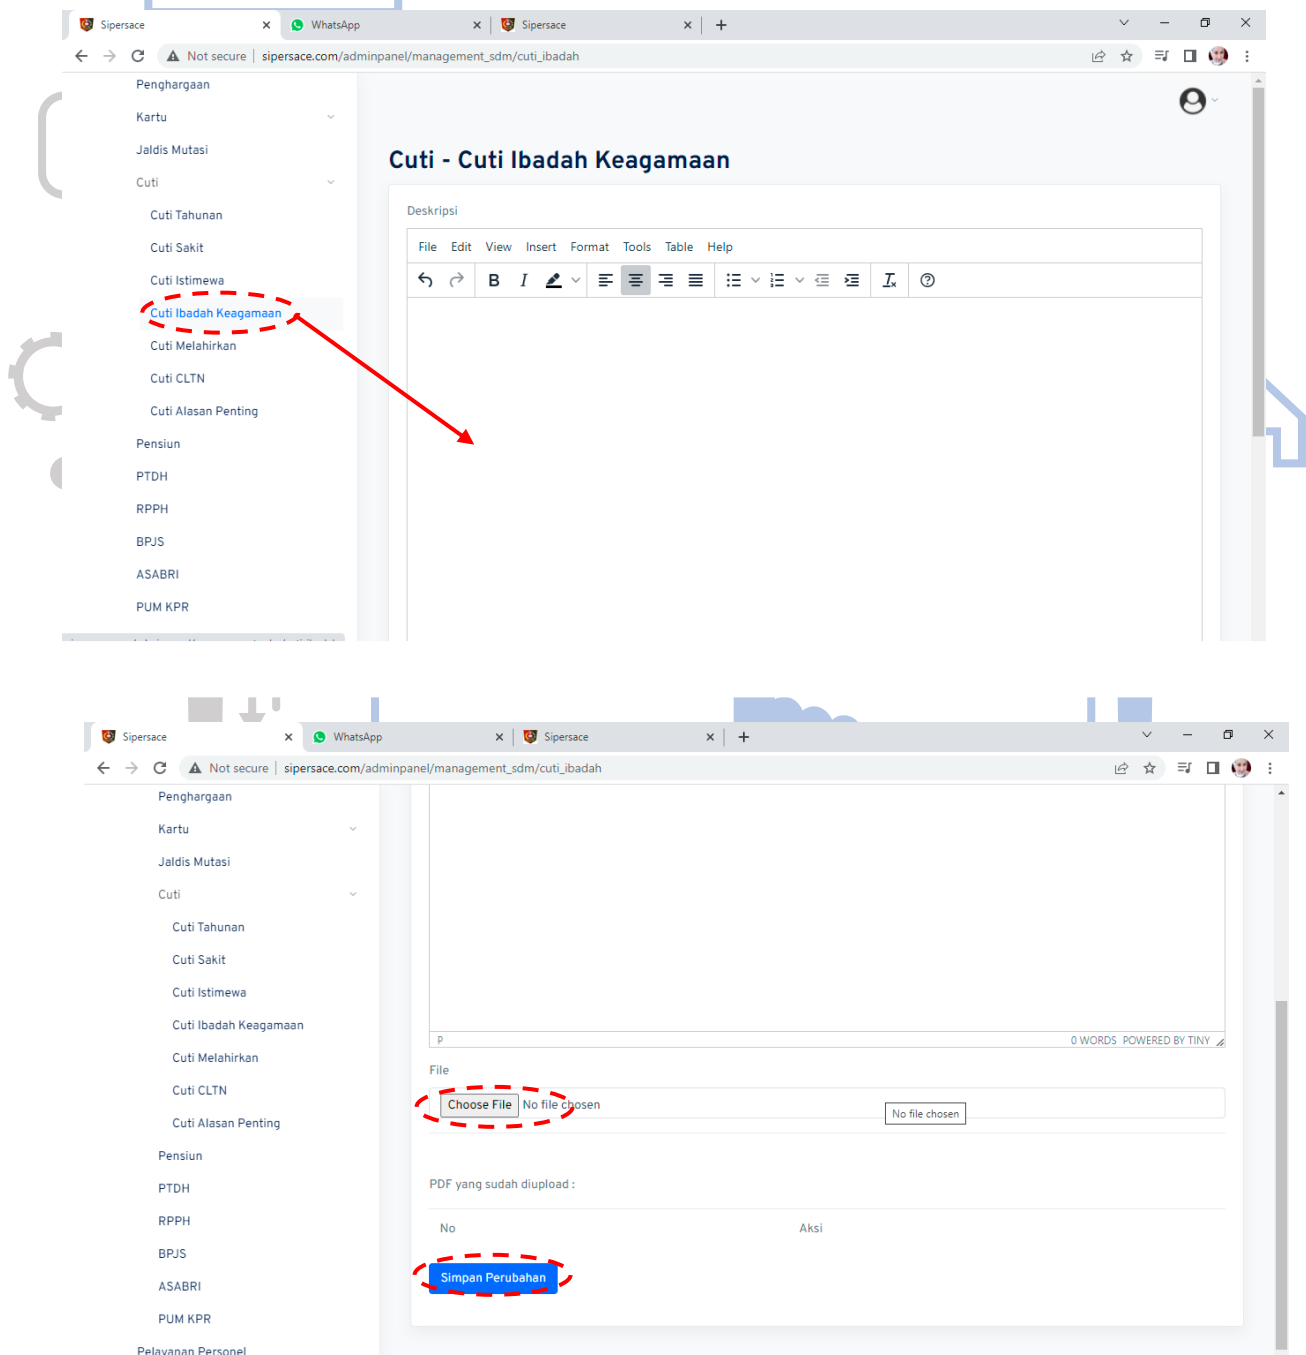 Sipersace
WhatsApp
Sipersace
Not secure | sipersace.com/adminpanel/management_sdm/cuti_ibadah
Penghargaan
Kartu
Jaldis Mutasi
Cuti
Cuti Tahunan
Cuti Sakit
Cuti Istimewa
Cuti Ibadah Keagamaan
Cuti Melahirkan
Cuti CLTN
Cuti Alasan Penting
Pensiun
PTDH
RPPH
BPJS
ASABRI
PUM KPR
Cuti - Cuti Ibadah Keagamaan
Deskripsi
File Edit View Insert Format Tools Table Help
Sipersace
WhatsApp
Sipersace
Not secure | sipersace.com/adminpanel/management_sdm/cuti_ibadah
Penghargaan
Kartu
Jaldis Mutasi
Cuti
Cuti Tahunan
Cuti Sakit
Cuti Istimewa
Cuti Ibadah Keagamaan
Cuti Melahirkan
Cuti CLTN
Cuti Alasan Penting
Pensiun
PTDH
RPPH
BPJS
ASABRI
PUM KPR
Pelayanan Personel
P
0 WORDS POWERED BY TINY
File
Choose File No file chosen
No file chosen
PDF yang sudah diupload :
No Aksi
Simpan Perubahan